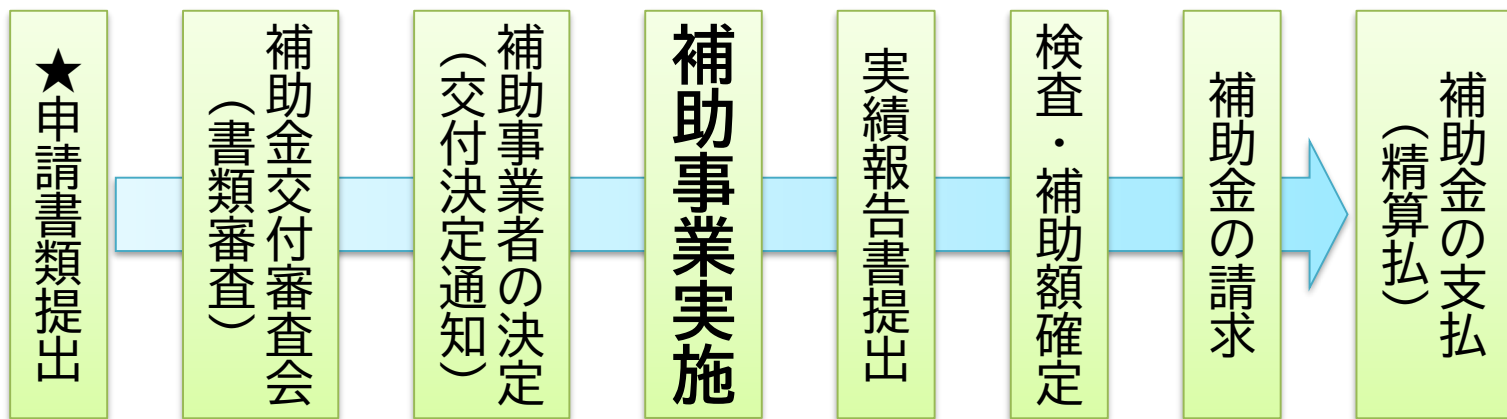 ★申請書類提出
補助金交付審査会
（書類審査）
補助事業者の決定
（交付決定通知）
補助事業実施
実績報告書提出
検査・補助額確定
補助金の請求
補助金の支払
（精算払）